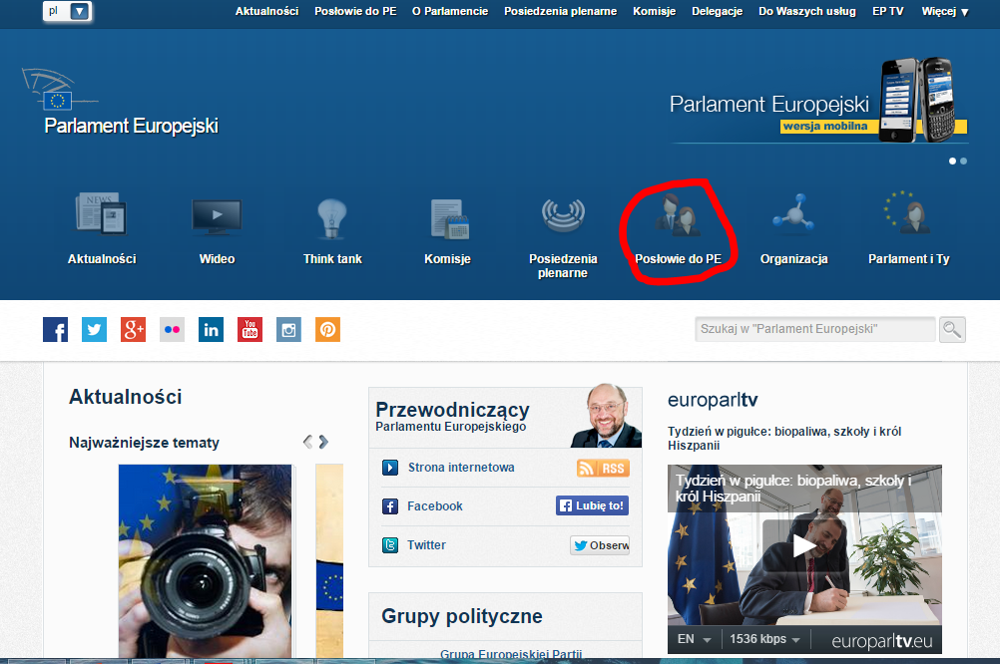 pl
Aktualności Posłowie do PE O Parlamencie Posiedzenia plenarne Komisje Delegacje Do Waszych usług EP TV Więcej
Parlament Europejski
Parlament Europejski
wersja mobilna
NEWS
Aktualności
Wideo
Think tank
Komisje
Posiedzenia
plenarne
Posłowie do PE
Organizacja
Parlament i Ty
You
Tube
Szukaj w "Parlament Europejski"
Aktualności
Najważniejsze tematy
Przewodniczący
Parlamentu Europejskiego
Strona internetowa
RSS
Facebook
Lubię to!
Twitter
Obserw
Grupy polityczne
Grupa Europejskiej Partii
europarltv
Tydzień w pigułce: biopaliwa, szkoły i król
Hiszpanii
Tydzień w pigułce: biopaliwa, szkoły i
król Hiszpanii
EN 1536 kbps europarltv.eu